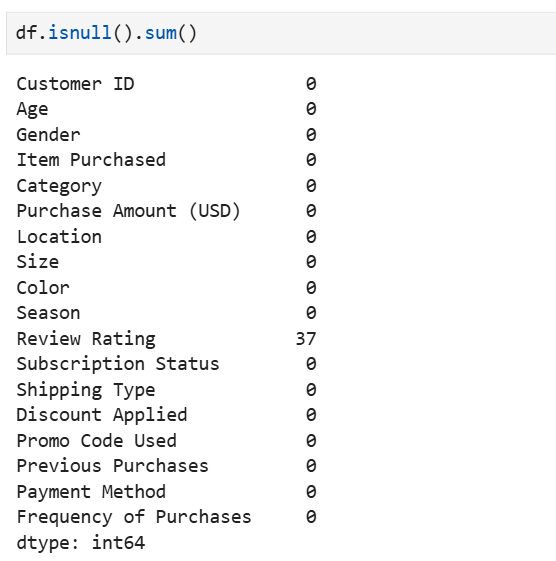 df.isnull().sum()
Customer ID 0
Age 0
Gender 0
Item Purchased 0
Category 0
Purchase Amount (USD) 0
Location 0
Size 0
Color 0
Season 0
Review Rating 37
Subscription Status 0
Shipping Type 0
Discount Applied 0
Promo Code Used 0
Previous Purchases 0
Payment Method 0
Frequency of Purchases 0
dtype: int64